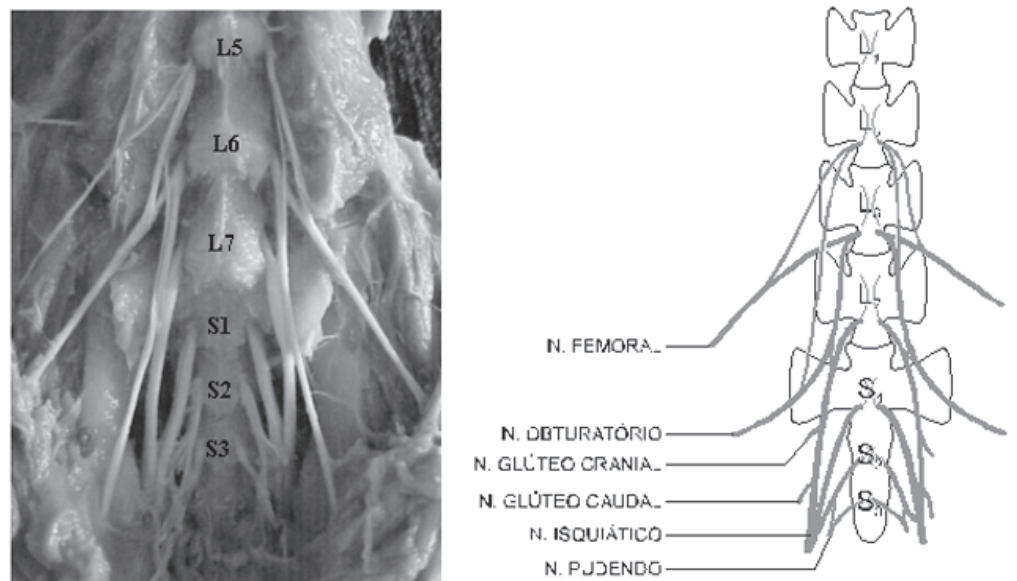 L5
L6
L7
S1
S2
S3
N. FEMORAL
N. OBTURATÓRIO
N. GLÚTEO CRANIAL
N. GLÚTEO CAUDAL
N. ISQUIÁTICO
N. PUDENDO